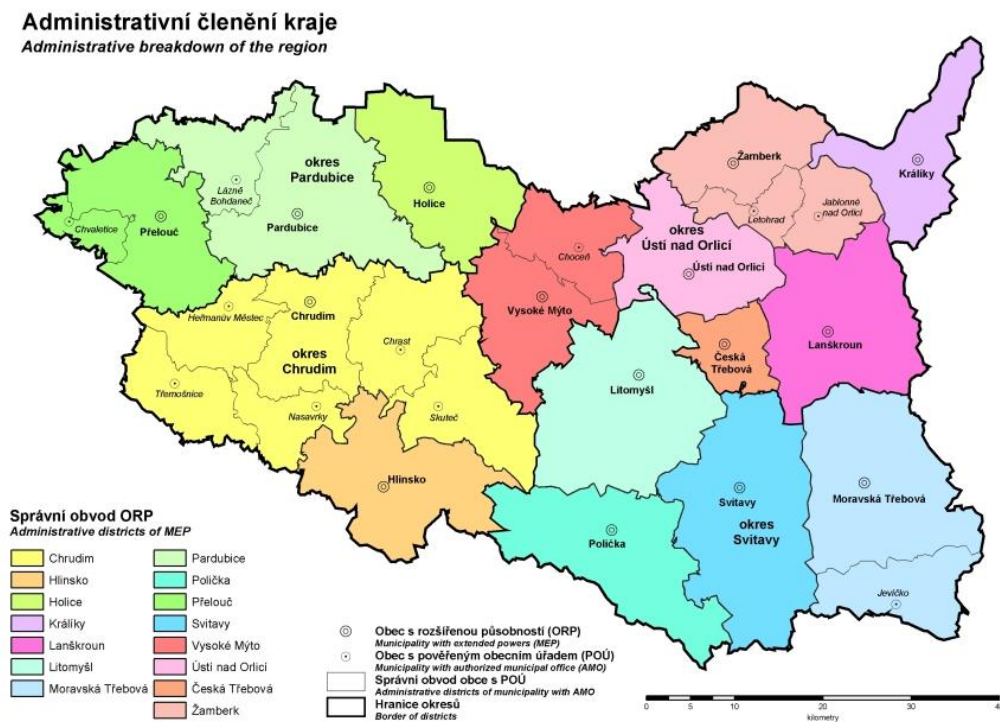 Administrativní členění kraje
Administrative breakdown of the region
okres
Pardubice
Lázně
Bohdaneč
Pardubice
Holice
Chvaletice
Přelouč
Žamberk
Králíky
Letohrad
Jablonné
nad Orlicí
okres
Ústí nad Orlicí
Ústí nad Orlicí
Choceň
Vysoké Mýto
Heřmanův Městec
Chrudim
Chrast
okres
Chrudim
Třemošnice
Nasavrky
Skuteč
Česká
Třebová
Lanškroun
Litomyšl
Hlinsko
Polička
Svitavy
okres
Svitavy
Moravská Třebová
Jevíčko
Správní obvod ORP
Administrative districts of MEP
Chrudim
Hlinsko
Holice
Králíky
Lanškroun
Litomyšl
Moravská Třebová
Pardubice
Polička
Přelouč
Svitavy
Vysoké Mýto
Ústí nad Orlicí
Česká Třebová
Žamberk
Obec s rozšířenou působností (ORP)
Municipality with extended powers (MEP)
Obec s pověřeným obecním úřadem (POÚ)
Municipality with authorized municipal office (AMO)
Správní obvod obce s POÚ
Administrative districts of municipality with AMO
Hranice okresů
Border of districts
0 5 10 20 30 40
kilometry